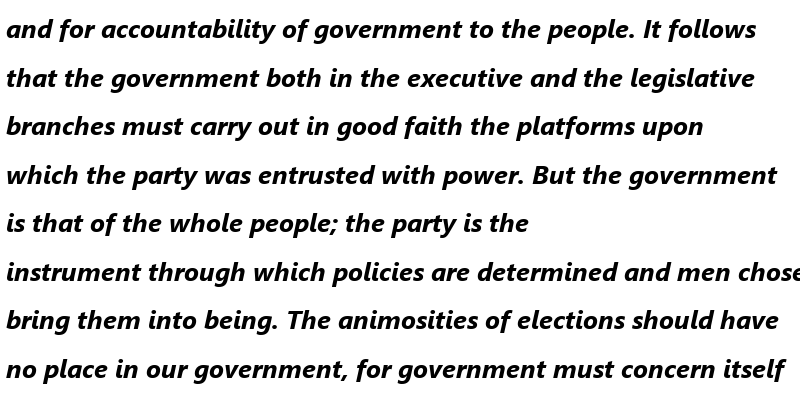 and for accountability of government to the people. It follows
that the government both in the executive and the legislative
branches must carry out in good faith the platforms upon
which the party was entrusted with power. But the government
is that of the whole people; the party is the
instrument through which policies are determined and men chose
bring them into being. The animosities of elections should have
no place in our government, for government must concern itself